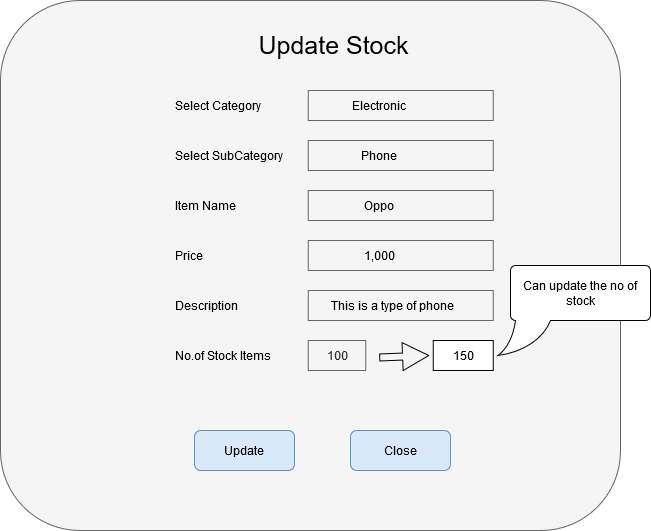 Update Stock
Select Category
Electronic
Select SubCategory
Phone
Item Name
Oppo
Price
1,000
Description
This is a type of phone
Can update the no of
stock
No.of Stock Items
100
150
Update
Close